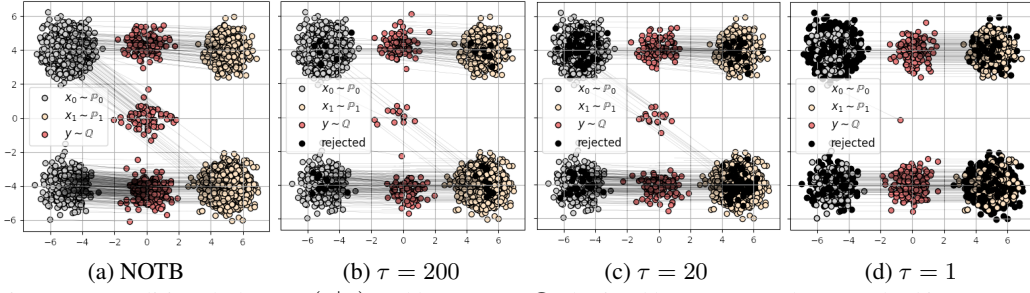 6
4
2
0
−2
−4
−6
x₀ ~ ℙ₀
x₁ ~ ℙ₁
y ~ ℚ
−6 −4 −2 0 2 4 6
(a) NOTB
x₀ ~ ℙ₀
x₁ ~ ℙ₁
y ~ ℚ
rejected
−6 −4 −2 0 2 4 6
(b) τ = 200
x₀ ~ ℙ₀
x₁ ~ ℙ₁
y ~ ℚ
rejected
−6 −4 −2 0 2 4 6
(c) τ = 20
x₀ ~ ℙ₀
x₁ ~ ℙ₁
y ~ ℚ
rejected
−6 −4 −2 0 2 4 6
(d) τ = 1